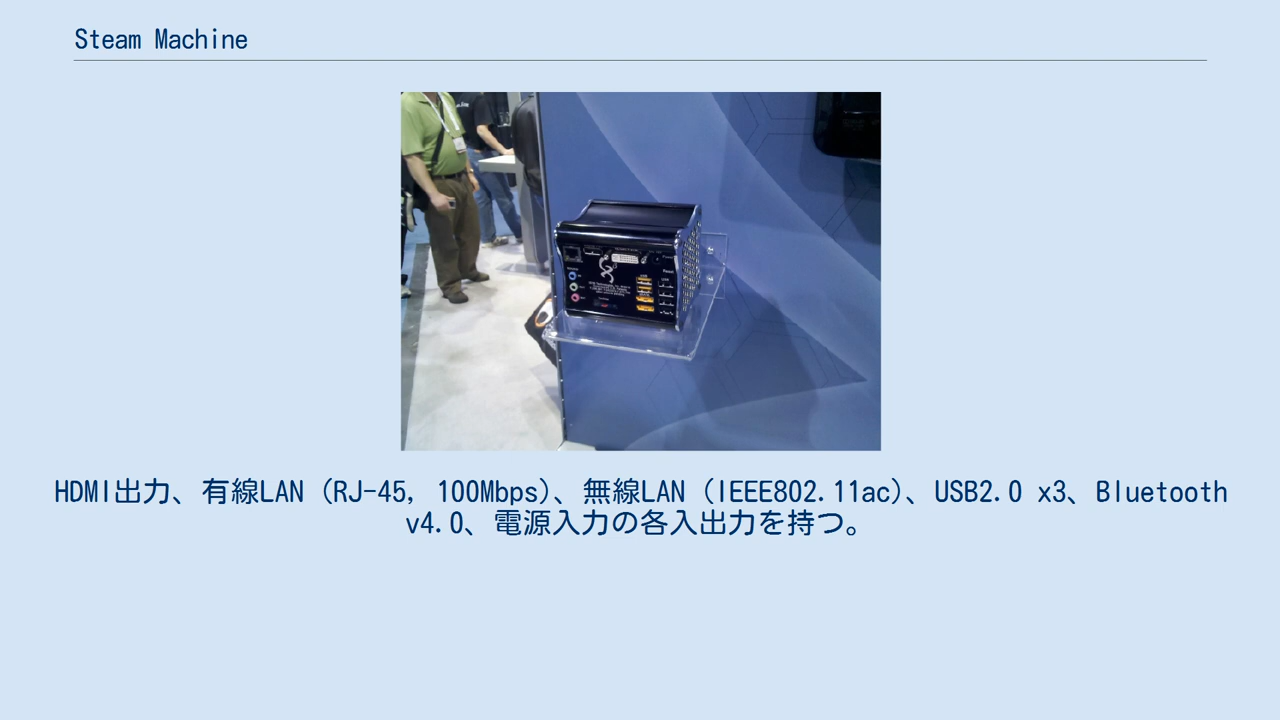 Steam Machine
Reset
HDMI出力、有線LAN (RJ-45, 100Mbps)、無線LAN (IEEE802.11ac)、USB2.0 x3、Bluetooth
v4.0、電源入力の各入出力を持つ。